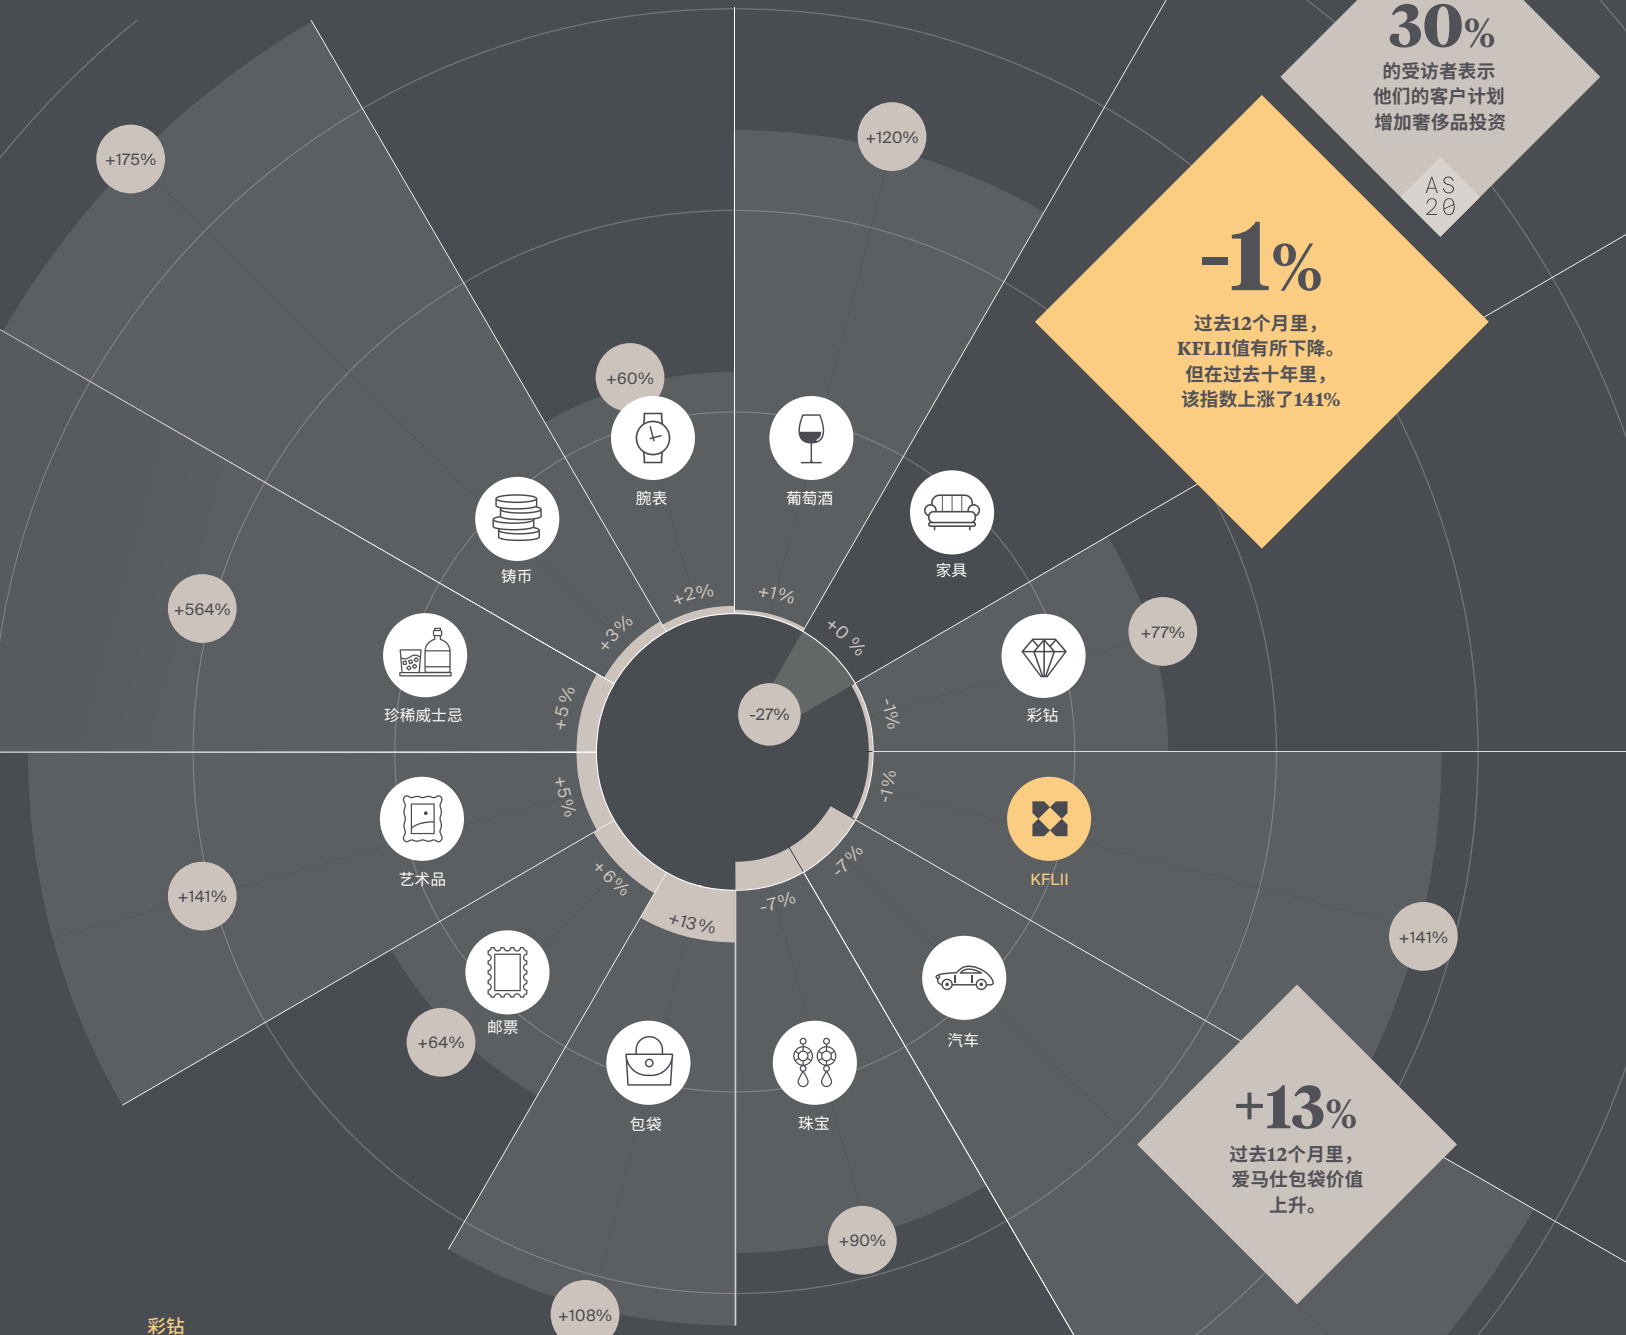 30%
的受访者表示
他们的客户计划
增加奢侈品投资
AS
20
-1%
过去12个月里，
KFLII值有所下降。
但在过去十年里，
该指数上涨了141%
+120%
+175%
+60%
腕表
葡萄酒
家具
铸币
+2%
+1%
+3%
+0 %
+564%
+77%
珍稀威士忌
彩钻
+5%
-1%
-27%
+5%
-1%
艺术品
KFLII
+141%
+6%
-7%
+13%
-7%
+141%
邮票
+64%
汽车
包袋
珠宝
+13%
过去12个月里，
爱马仕包袋价值
上升。
+90%
+108%
彩钻